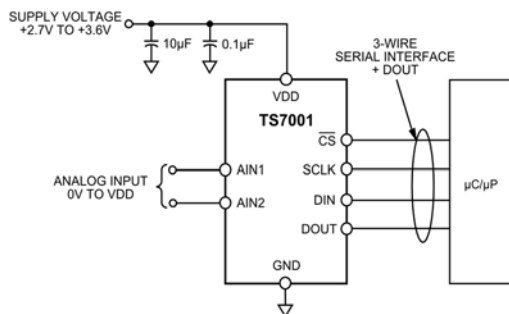 SUPPLY VOLTAGE
+2.7V TO +3.6V
10µF
0.1µF
3-WIRE
SERIAL INTERFACE
+ DOUT
VDD
TS7001
CS
SCLK
DIN
DOUT
AIN1
AIN2
ANALOG INPUT
0V TO VDD
GND
µC/µP